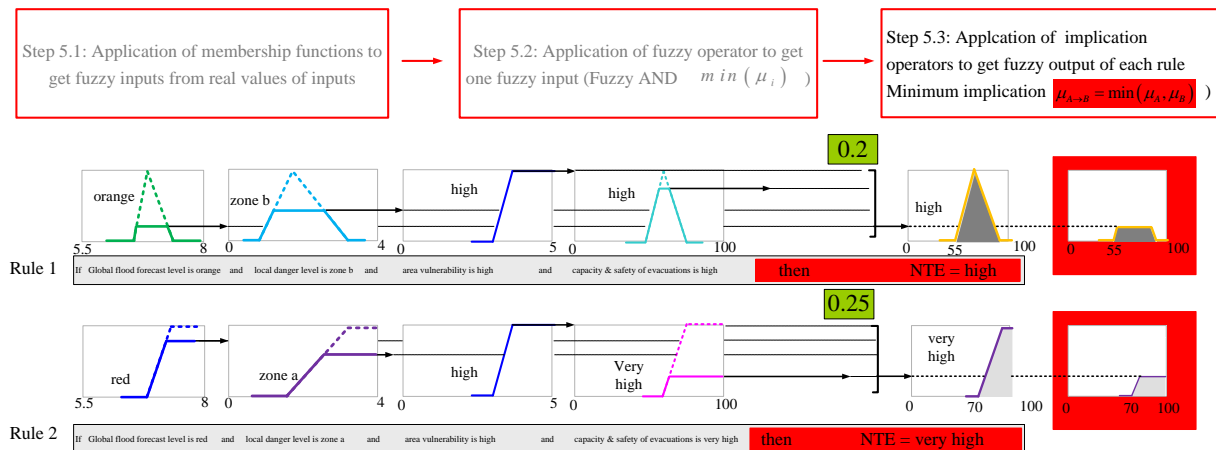 Step 5.1: Application of membership functions to
get fuzzy inputs from real values of inputs
Step 5.2: Application of fuzzy operator to get
one fuzzy input (Fuzzy AND min(μ_i) )
Step 5.3: Applcation of implication
operators to get fuzzy output of each rule
Minimum implication μ_{A→B} = min(μ_A, μ_B) )
0.2
orange
zone b
high
high
high
5.5 8 0 4 0 5 0 100 0 55 100 0 55 100
Rule 1
If Global flood forecast level is orange and local danger level is zone b and area vulnerability is high and capacity & safety of evacuations is high then NTE = high
0.25
red
zone a
high
Very
high
very
high
5.5 8 0 4 0 5 0 100 0 70 100 0 70 100
Rule 2
If Global flood forecast level is red and local danger level is zone a and area vulnerability is high and capacity & safety of evacuations is very high then NTE = very high